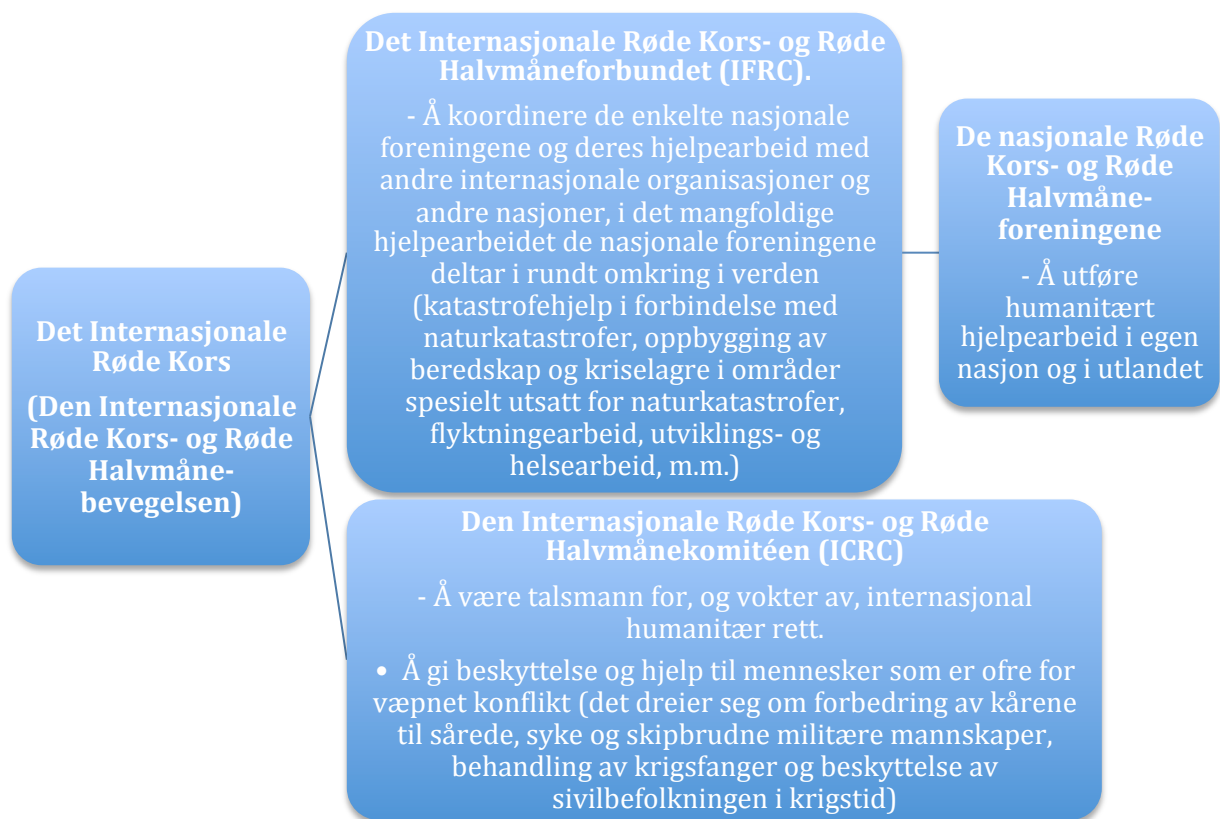 Det Internasjonale
Røde Kors
(Den Internasjonale
Røde Kors- og Røde
Halvmåne-
bevegelsen)
Det Internasjonale Røde Kors- og Røde
Halvmåneforbundet (IFRC).
- Å koordinere de enkelte nasjonale
foreningene og deres hjelpearbeid med
andre internasjonale organisasjoner og
andre nasjoner, i det mangfoldige
hjelpearbeidet de nasjonale foreningene
deltar i rundt omkring i verden
(katastrofehjelp i forbindelse med
naturkatastrofer, oppbygging av
beredskap og kriselagre i områder
spesielt utsatt for naturkatastrofer,
flyktningearbeid, utviklings- og
helsearbeid, m.m.)
De nasjonale Røde
Kors- og Røde
Halvmåne-
foreningene
- Å utføre
humanitært
hjelpearbeid i egen
nasjon og i utlandet
Den Internasjonale Røde Kors- og Røde
Halvmånekomitéen (ICRC)
- Å være talsmann for, og vokter av, internasjonal
humanitær rett.
• Å gi beskyttelse og hjelp til mennesker som er ofre for
væpnet konflikt (det dreier seg om forbedring av kårene
til sårede, syke og skipbrudne militære mannskaper,
behandling av krigsfanger og beskyttelse av
sivilbefolkningen i krigstid)